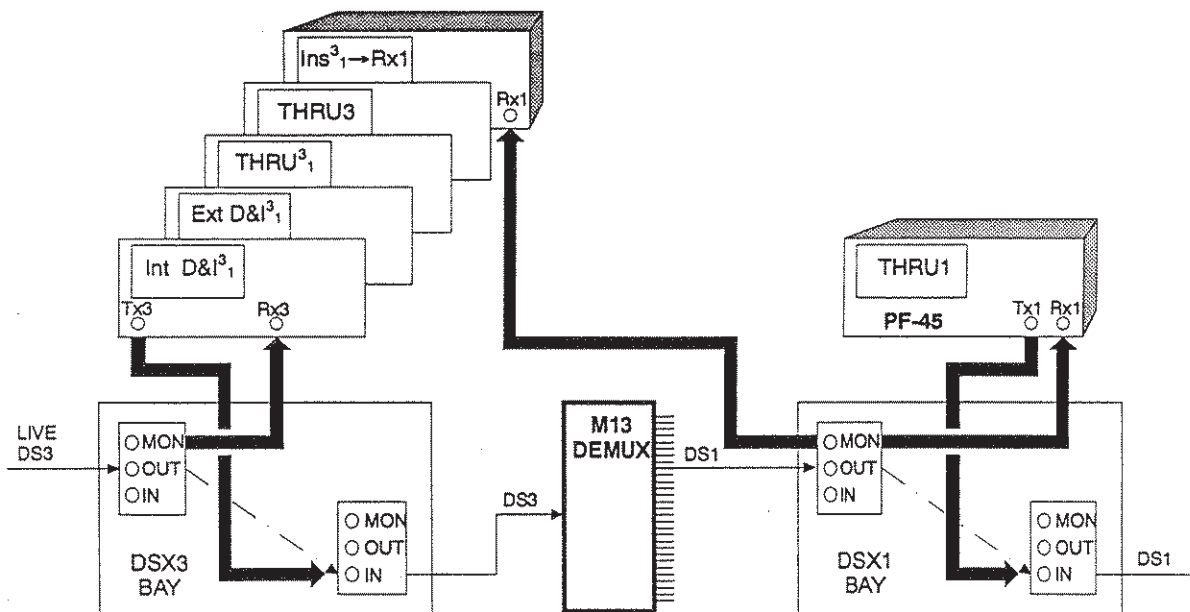 Ins³₁→Rx1
Rx1
THRU3
THRU³₁
Ext D&I³₁
Int D&I³₁
Tx3
Rx3
THRU1
PF-45
Tx1
Rx1
LIVE
DS3
MON
OUT
IN
DSX3
BAY
MON
OUT
IN
DS3
M13
DEMUX
DS1
MON
OUT
IN
DSX1
BAY
MON
OUT
IN
DS1